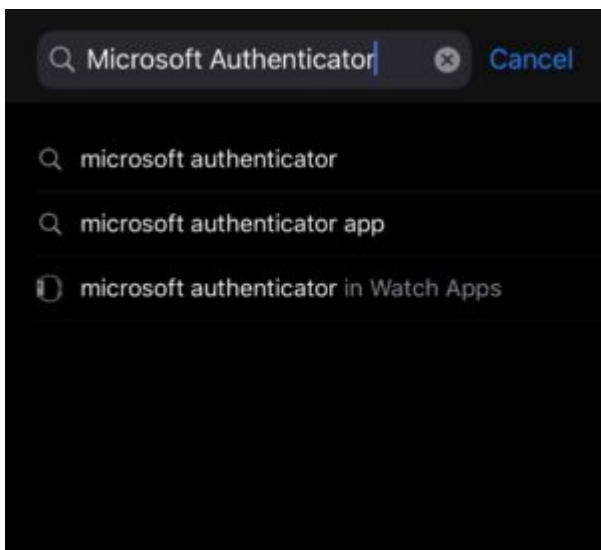 Microsoft Authenticator Cancel
microsoft authenticator
microsoft authenticator app
microsoft authenticator in Watch Apps